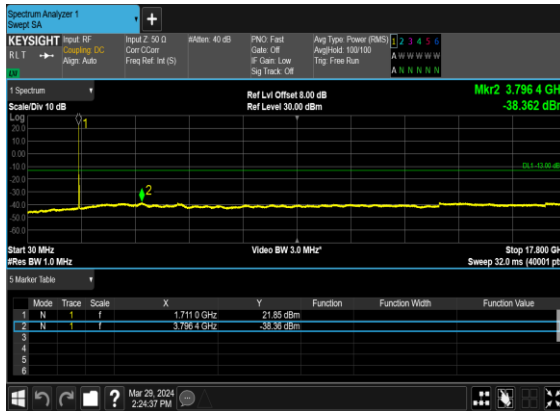 Spectrum Analyzer 1
Swept SA
+
KEYSIGHT Input: RF Input Z: 50 Ω #Atten: 40 dB PNO: Fast Avg Type: Power (RMS) 1 2 3 4 5 6
RLT Coupling: DC Corr CCorr Gate: Off Avg|Hold: 100/100 A W W W W W
Align: Auto Freq Ref: Int (S) IF Gain: Low Trig: Free Run
Sig Track: Off A N N N N N
LXI
1 Spectrum Ref Lvl Offset 8.00 dB Mkr2 3.796 4 GHz
Scale/Div 10 dB Ref Level 30.00 dBm -38.362 dBm
Log
20.0
10.0
0.00
-10.0
-20.0
-30.0
-40.0
-50.0
-60.0
1
2
DL1 -13.00 dB
Start 30 MHz Video BW 3.0 MHz* Stop 17.800 GHz
#Res BW 1.0 MHz Sweep 32.0 ms (40001 pts
5 Marker Table
Mode Trace Scale X Y Function Function Width Function Value
1 N 1 f 1.711 0 GHz 21.85 dBm
2 N 1 f 3.796 4 GHz -38.36 dBm
3
4
5
6
? Mar 29, 2024
2:24:37 PM